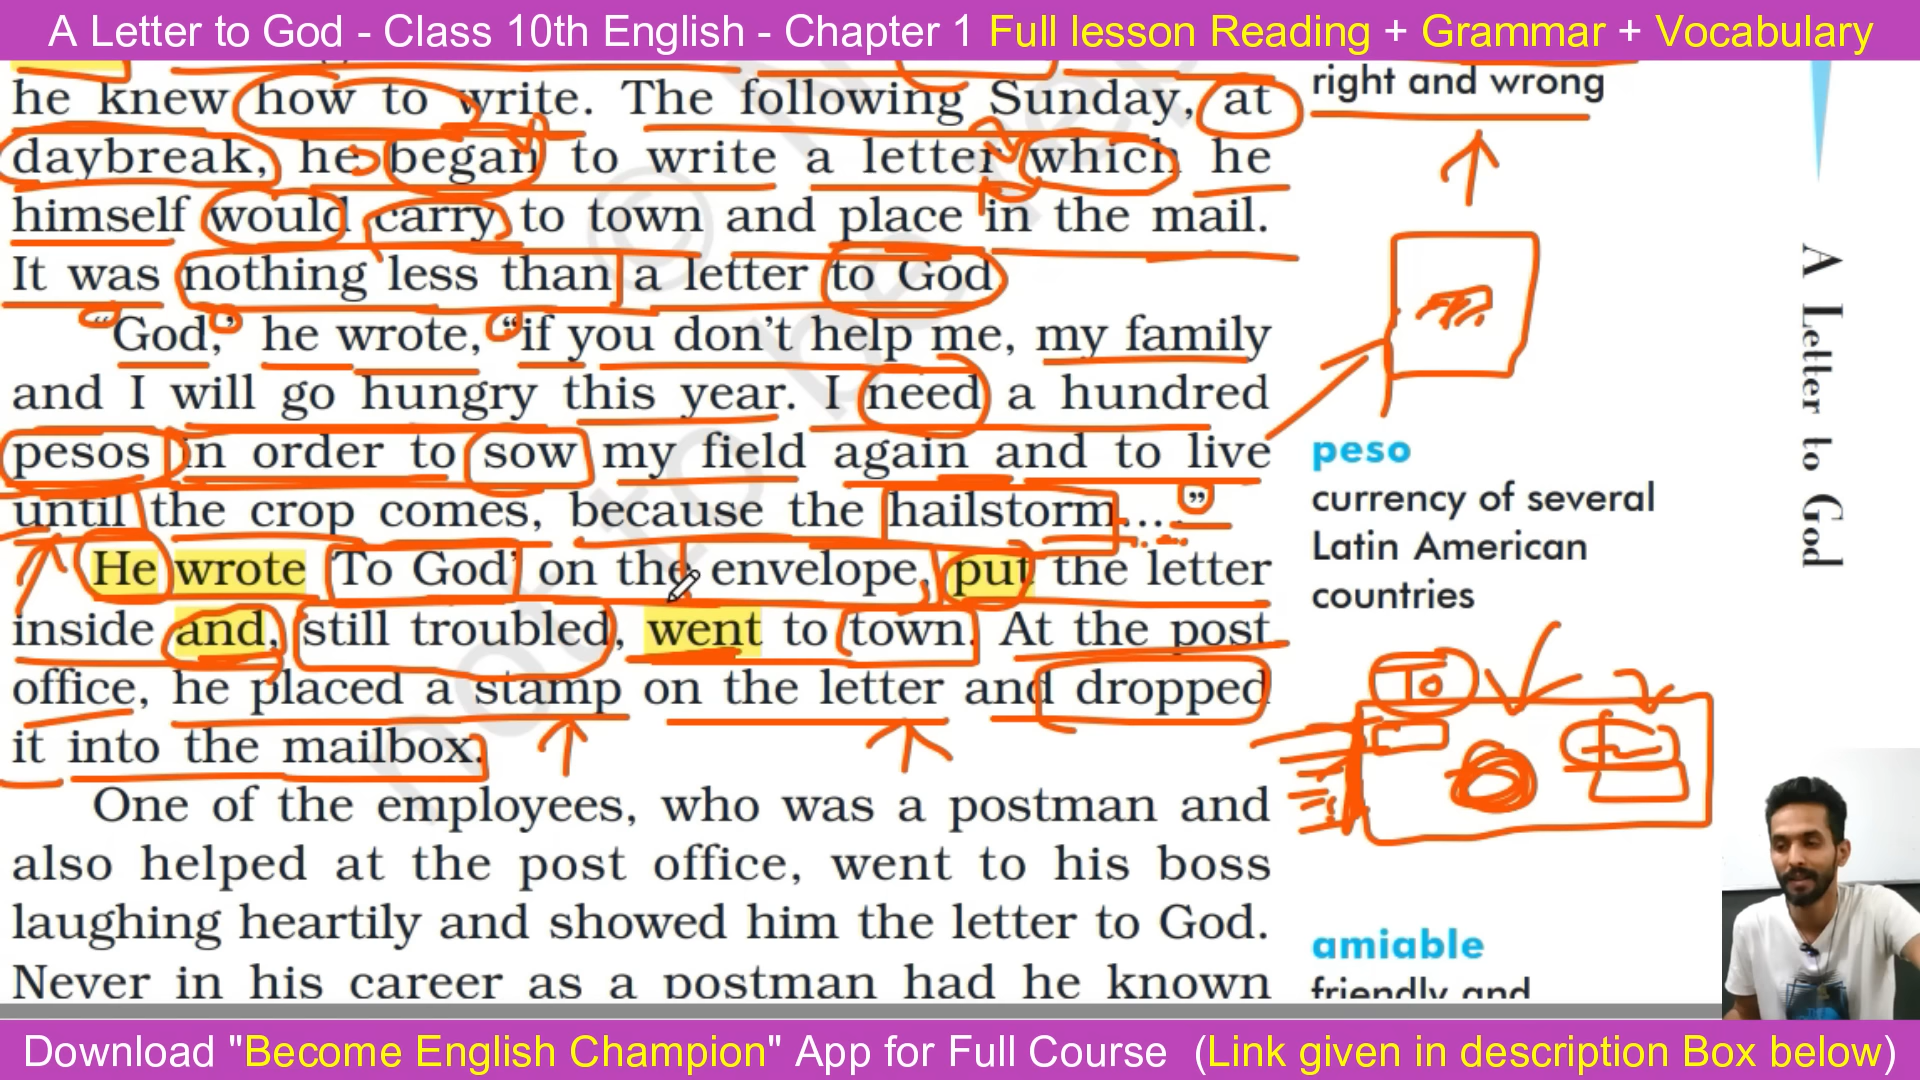 A Letter to God - Class 10th English - Chapter 1 Full lesson Reading + Grammar + Vocabulary
he knew how to write. The following Sunday, at
daybreak, he began to write a letter which he
himself would carry to town and place in the mail.
It was nothing less than a letter to God
“God,” he wrote, “if you don’t help me, my family
and I will go hungry this year. I need a hundred
pesos in order to sow my field again and to live
until the crop comes, because the hailstorm....”
He wrote ‘To God’ on the envelope, put the letter
inside and, still troubled, went to town. At the post
office, he placed a stamp on the letter and dropped
it into the mailbox.
One of the employees, who was a postman and
also helped at the post office, went to his boss
laughing heartily and showed him the letter to God.
Never in his career as a postman had he known
right and wrong
peso
currency of several
Latin American
countries
To
amiable
friendly and
A Letter to God
Download "Become English Champion" App for Full Course (Link given in description Box below)